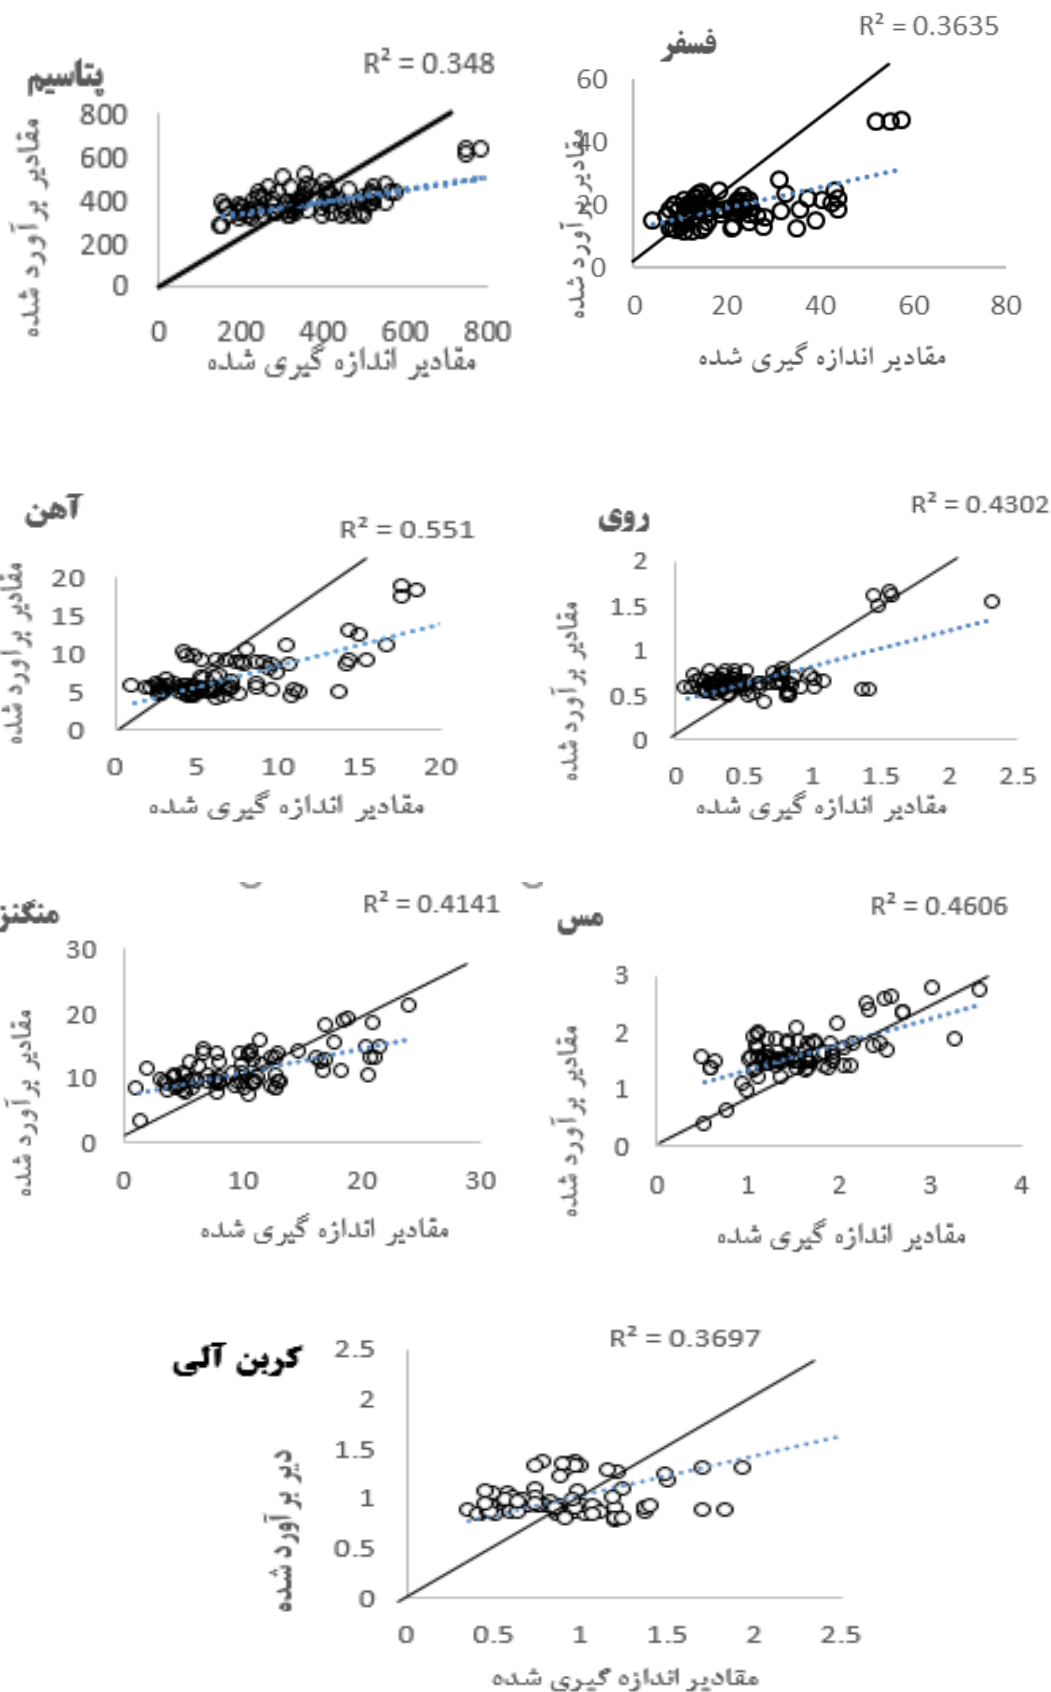 پتاسیم
R² = 0.348
مقادیر برآورد شده
800
600
400
200
0
0 200 400 600 800
مقادیر اندازه گیری شده
فسفر
R² = 0.3635
مقادیر برآورد شده
60
40
20
0
0 20 40 60 80
مقادیر اندازه گیری شده
آهن
R² = 0.551
مقادیر برآورد شده
20
15
10
5
0
0 5 10 15 20
مقادیر اندازه گیری شده
روی
R² = 0.4302
مقادیر برآورد شده
2
1.5
1
0.5
0
0 0.5 1 1.5 2 2.5
مقادیر اندازه گیری شده
منگنز
R² = 0.4141
مقادیر برآورد شده
30
20
10
0
0 10 20 30
مقادیر اندازه گیری شده
مس
R² = 0.4606
مقادیر برآورد شده
3
2
1
0
0 1 2 3 4
مقادیر اندازه گیری شده
کربن آلی
R² = 0.3697
دیر برآورد شده
2.5
2
1.5
1
0.5
0
0 0.5 1 1.5 2 2.5
مقادیر اندازه گیری شده